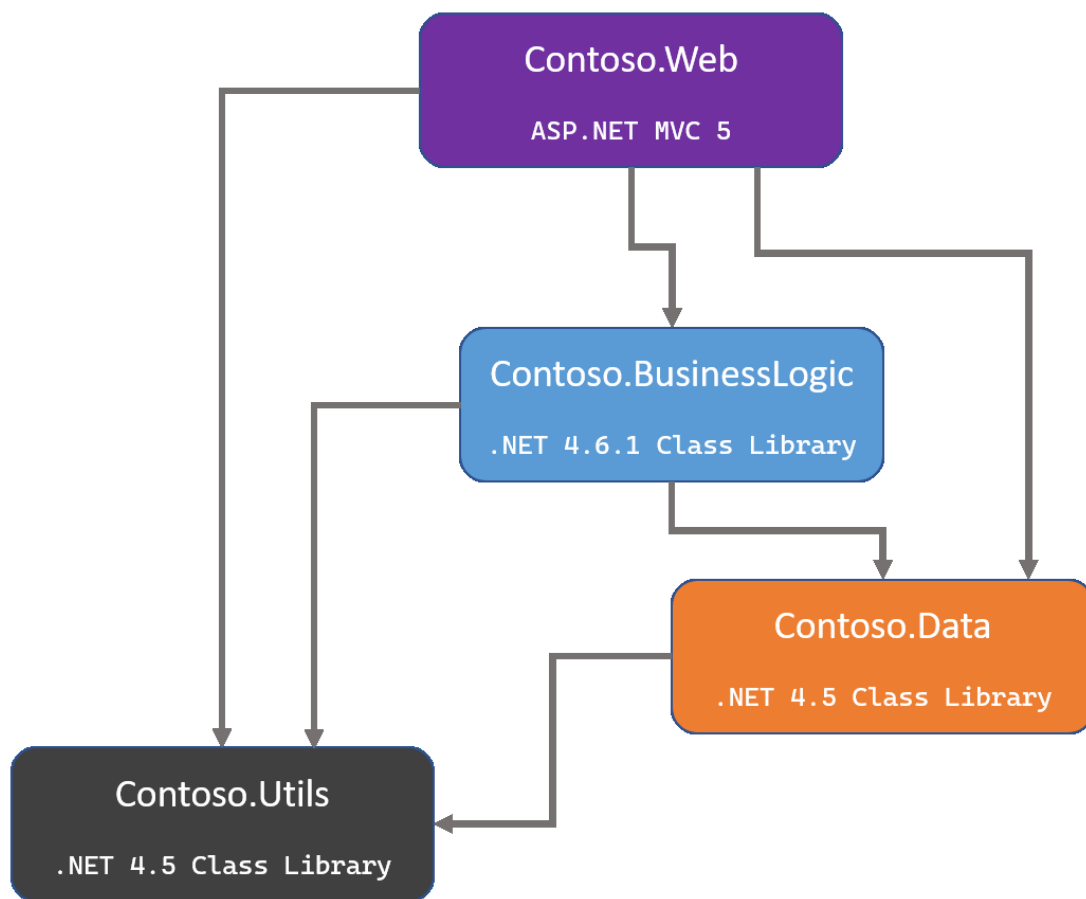 Contoso.Web
ASP.NET MVC 5
Contoso.BusinessLogic
.NET 4.6.1 Class Library
Contoso.Data
.NET 4.5 Class Library
Contoso.Utils
.NET 4.5 Class Library